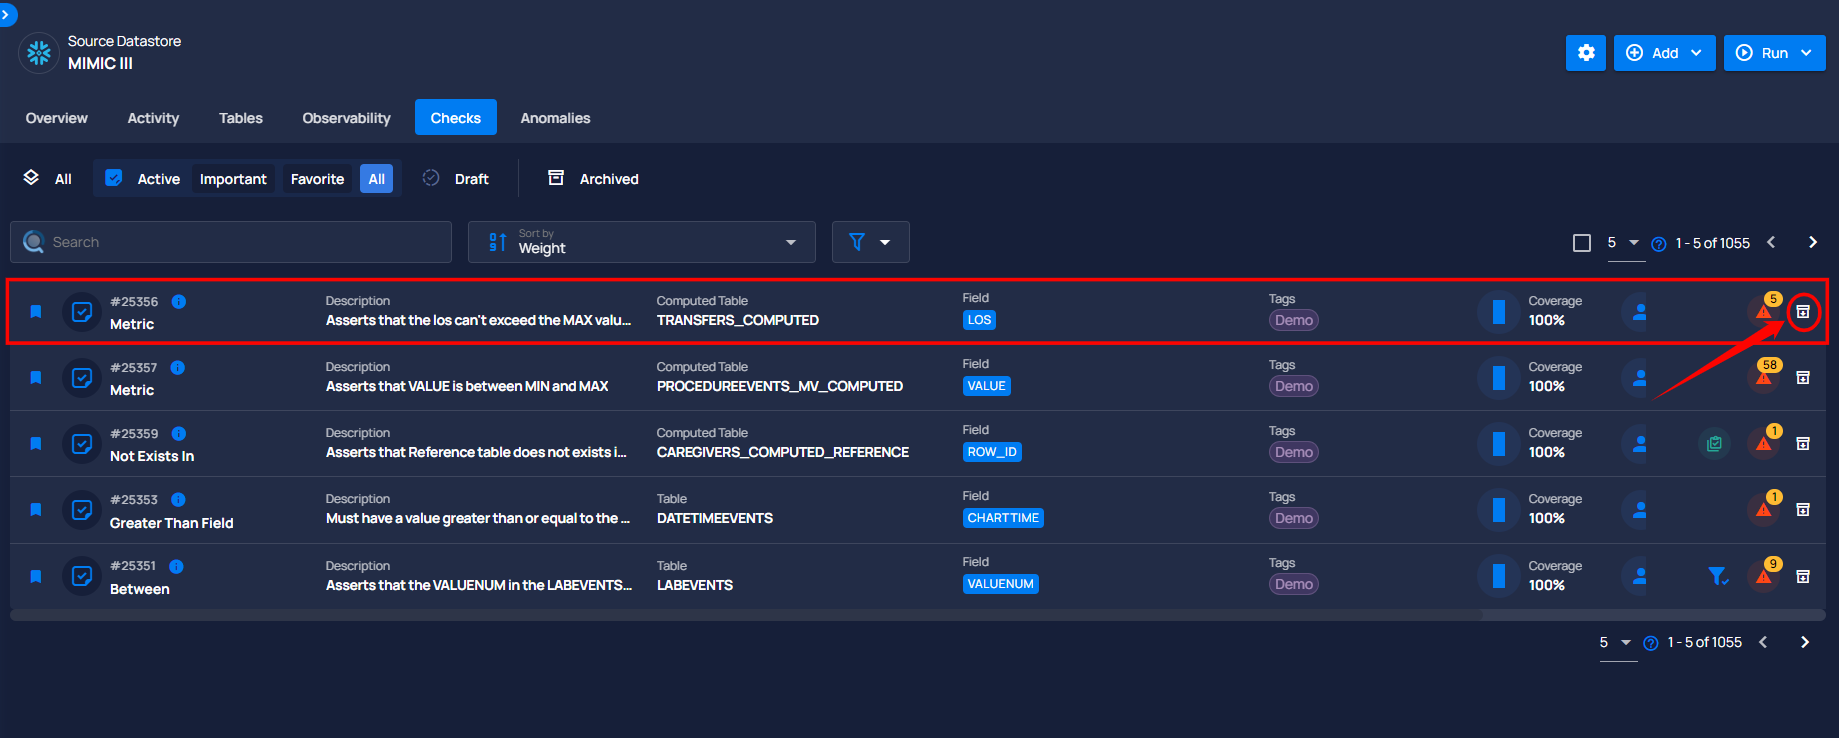 Source Datastore
MIMIC III
Add
Run
Overview
Activity
Tables
Observability
Checks
Anomalies
All
Active
Important
Favorite
All
Draft
Archived
Search
Sort by
Weight
5
1 - 5 of 1055
#25356
Metric
Description
Asserts that the los can't exceed the MAX valu...
Computed Table
TRANSFERS_COMPUTED
Field
LOS
Tags
Demo
Coverage
100%
5
#25357
Metric
Description
Asserts that VALUE is between MIN and MAX
Computed Table
PROCEDUREEVENTS_MV_COMPUTED
Field
VALUE
Tags
Demo
Coverage
100%
58
#25359
Not Exists In
Description
Asserts that Reference table does not exists i...
Computed Table
CAREGIVERS_COMPUTED_REFERENCE
Field
ROW_ID
Tags
Demo
Coverage
100%
1
#25353
Greater Than Field
Description
Must have a value greater than or equal to the ...
Table
DATETIMEEVENTS
Field
CHARTTIME
Tags
Demo
Coverage
100%
1
#25351
Between
Description
Asserts that the VALUENUM in the LABEVENTS...
Table
LABEVENTS
Field
VALUENUM
Tags
Demo
Coverage
100%
9
5
1 - 5 of 1055